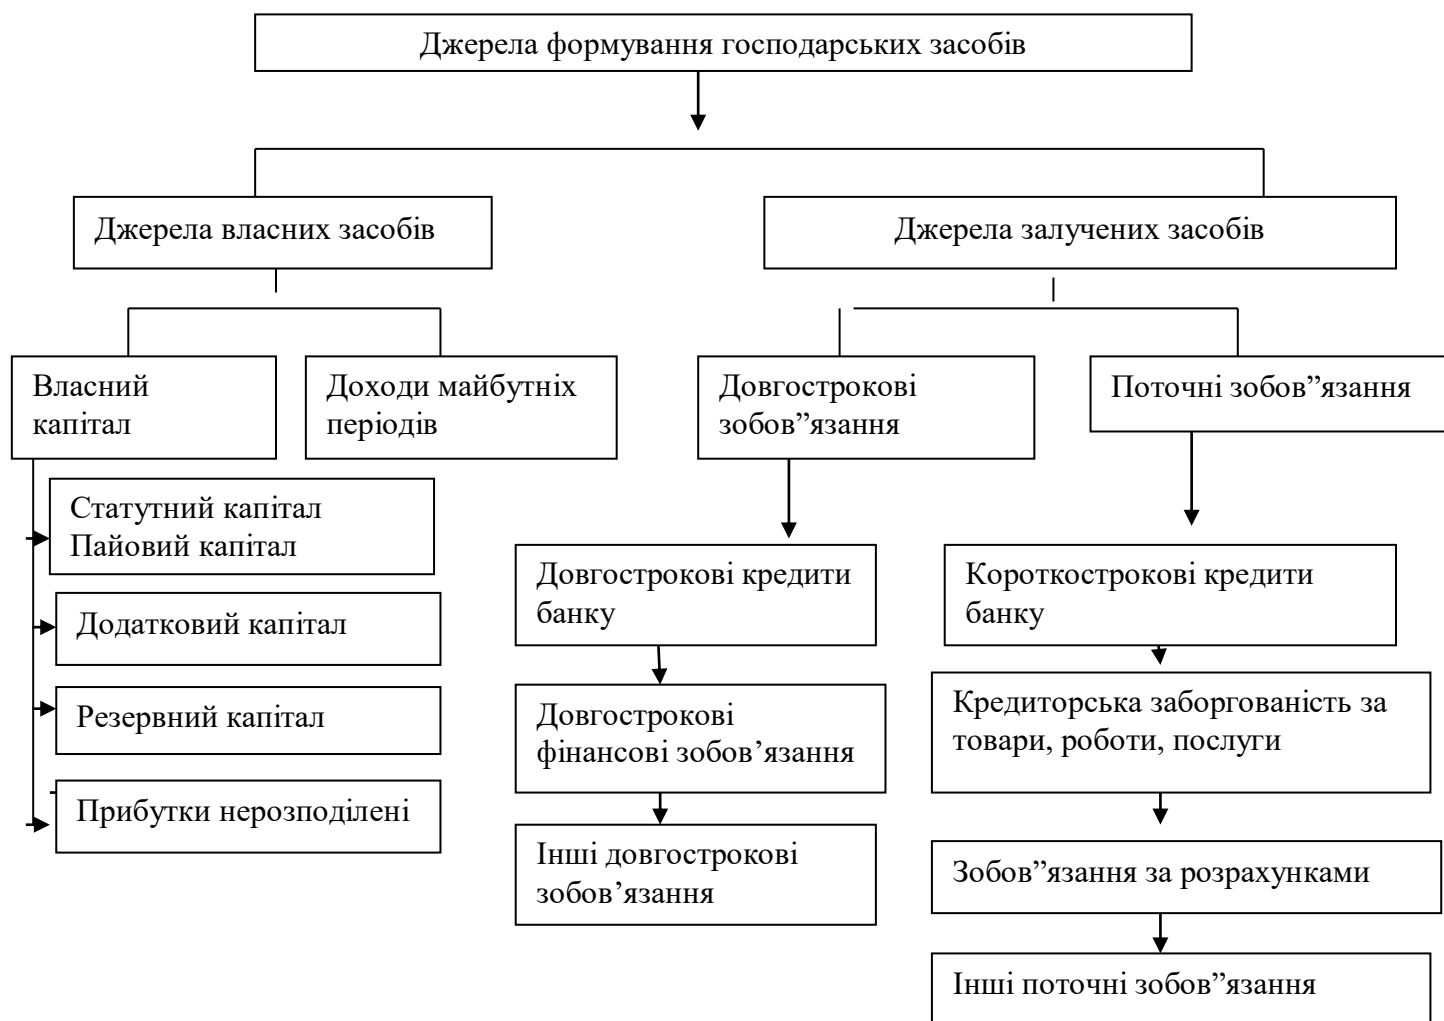 Джерела формування господарських засобів
Джерела власних засобів
Джерела залучених засобів
Власний
капітал
Доходи майбутніх
періодів
Довгострокові
зобов”язання
Поточні зобов”язання
Статутний капітал
Пайовий капітал
Додатковий капітал
Резервний капітал
Прибутки нерозподілені
Довгострокові кредити
банку
Довгострокові
фінансові зобов’язання
Інші довгострокові
зобов’язання
Короткострокові кредити
банку
Кредиторська заборгованість за
товари, роботи, послуги
Зобов”язання за розрахунками
Інші поточні зобов”язання